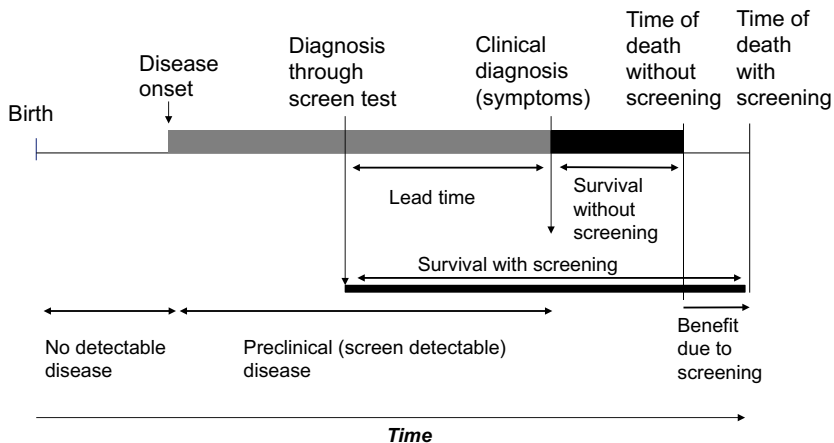 Birth
Disease
onset
Diagnosis
through
screen test
Clinical
diagnosis
(symptoms)
Time of
death
without
screening
Time of
death
with
screening
Lead time
Survival
without
screening
Survival with screening
No detectable
disease
Preclinical (screen detectable)
disease
Benefit
due to
screening
Time